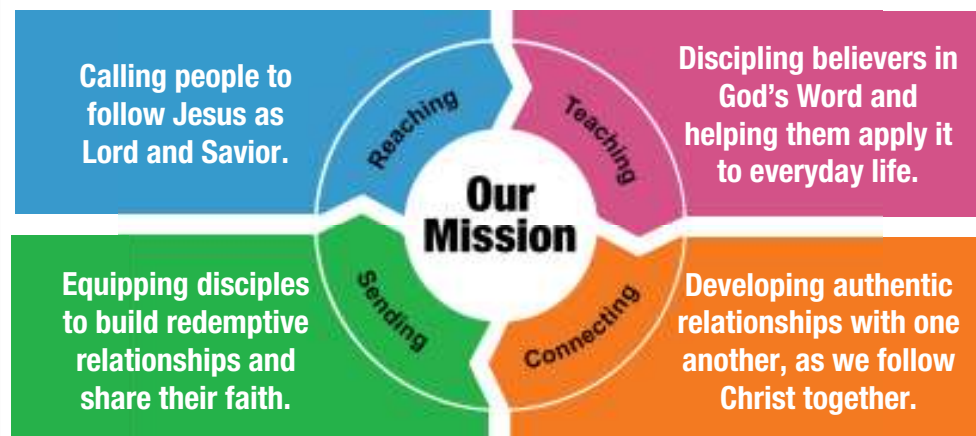 Calling people to
follow Jesus as
Lord and Savior.
Reaching
Teaching
Discipling believers in
God's Word and
helping them apply it
to everyday life.
Our
Mission
Equipping disciples
to build redemptive
relationships and
share their faith.
Sending
Connecting
Developing authentic
relationships with one
another, as we follow
Christ together.